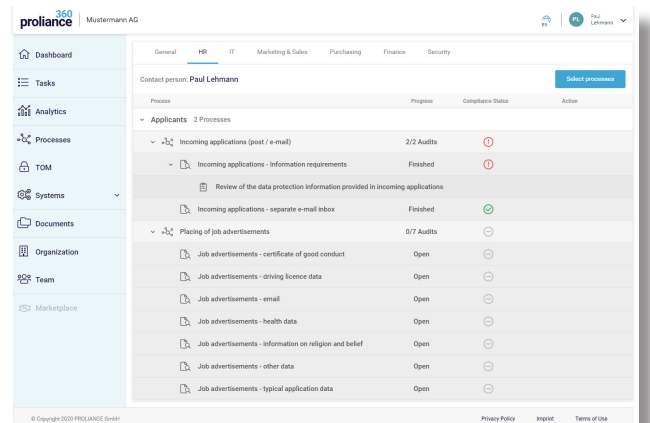 proliance 360
Mustermann AG
EN
PL
Paul Lehmann
Dashboard
Tasks
Analytics
Processes
TOM
Systems
Documents
Organization
Team
Marketplace
General HR IT Marketing & Sales Purchasing Finance Security
Contact person: Paul Lehmann
Select processes
Process Progress Compliance Status Action
Applicants 2 Processes
Incoming applications (post / e-mail) 2/2 Audits
Incoming applications - Information requirements Finished
Review of the data protection information provided in incoming applications
Incoming applications - separate e-mail inbox Finished
Placing of job advertisements 0/7 Audits
Job advertisements - certificate of good conduct Open
Job advertisements - driving licence data Open
Job advertisements - email Open
Job advertisements - health data Open
Job advertisements - information on religion and belief Open
Job advertisements - other data Open
Job advertisements - typical application data Open
© Copyright 2020 PROLIANCE GmbH
Privacy Policy Imprint Terms of Use